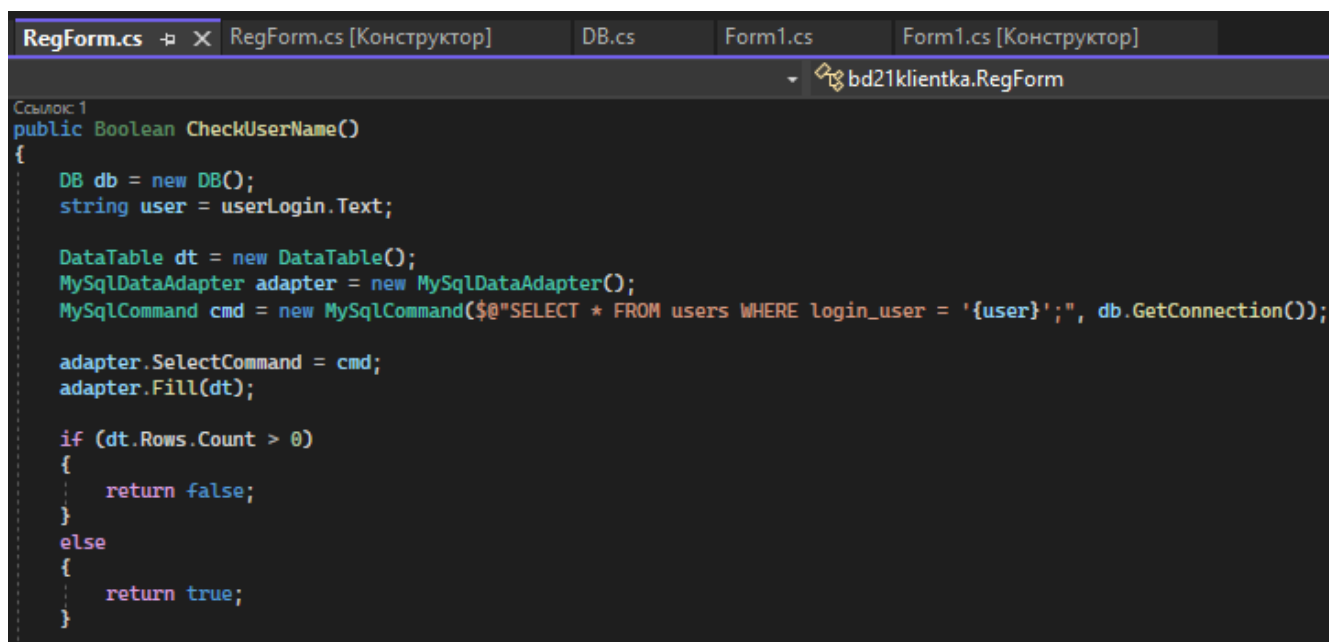 RegForm.cs RegForm.cs [Конструктор] DB.cs Form1.cs Form1.cs [Конструктор]
bd21klientka.RegForm
Ссылок: 1
public Boolean CheckUserName()
{
    DB db = new DB();
    string user = userLogin.Text;

    DataTable dt = new DataTable();
    MySqlDataAdapter adapter = new MySqlDataAdapter();
    MySqlCommand cmd = new MySqlCommand($@"SELECT * FROM users WHERE login_user = '{user}';", db.GetConnection());

    adapter.SelectCommand = cmd;
    adapter.Fill(dt);

    if (dt.Rows.Count > 0)
    {
        return false;
    }
    else
    {
        return true;
    }